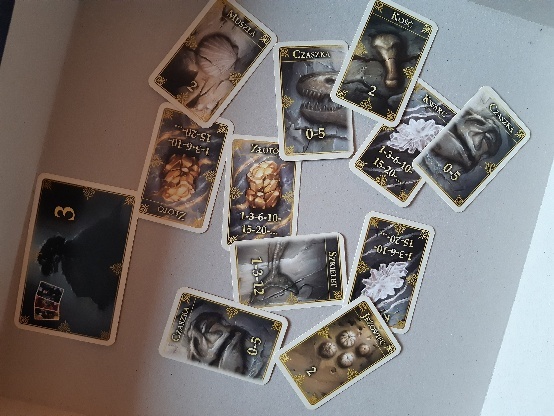 Muszla
2
Kość
2
Czaszka
0-5
Kwarc
1-3-6-10-
15-20-...
Czaszka
0-5
Złoto
1-3-6-10-
15-20-...
Złoto
1-3-6-10-
15-20-...
3
Szkielet
1-3-12
1-3-6-10-
15-20-...
Czaszka
0-5
Jeżowiec
2